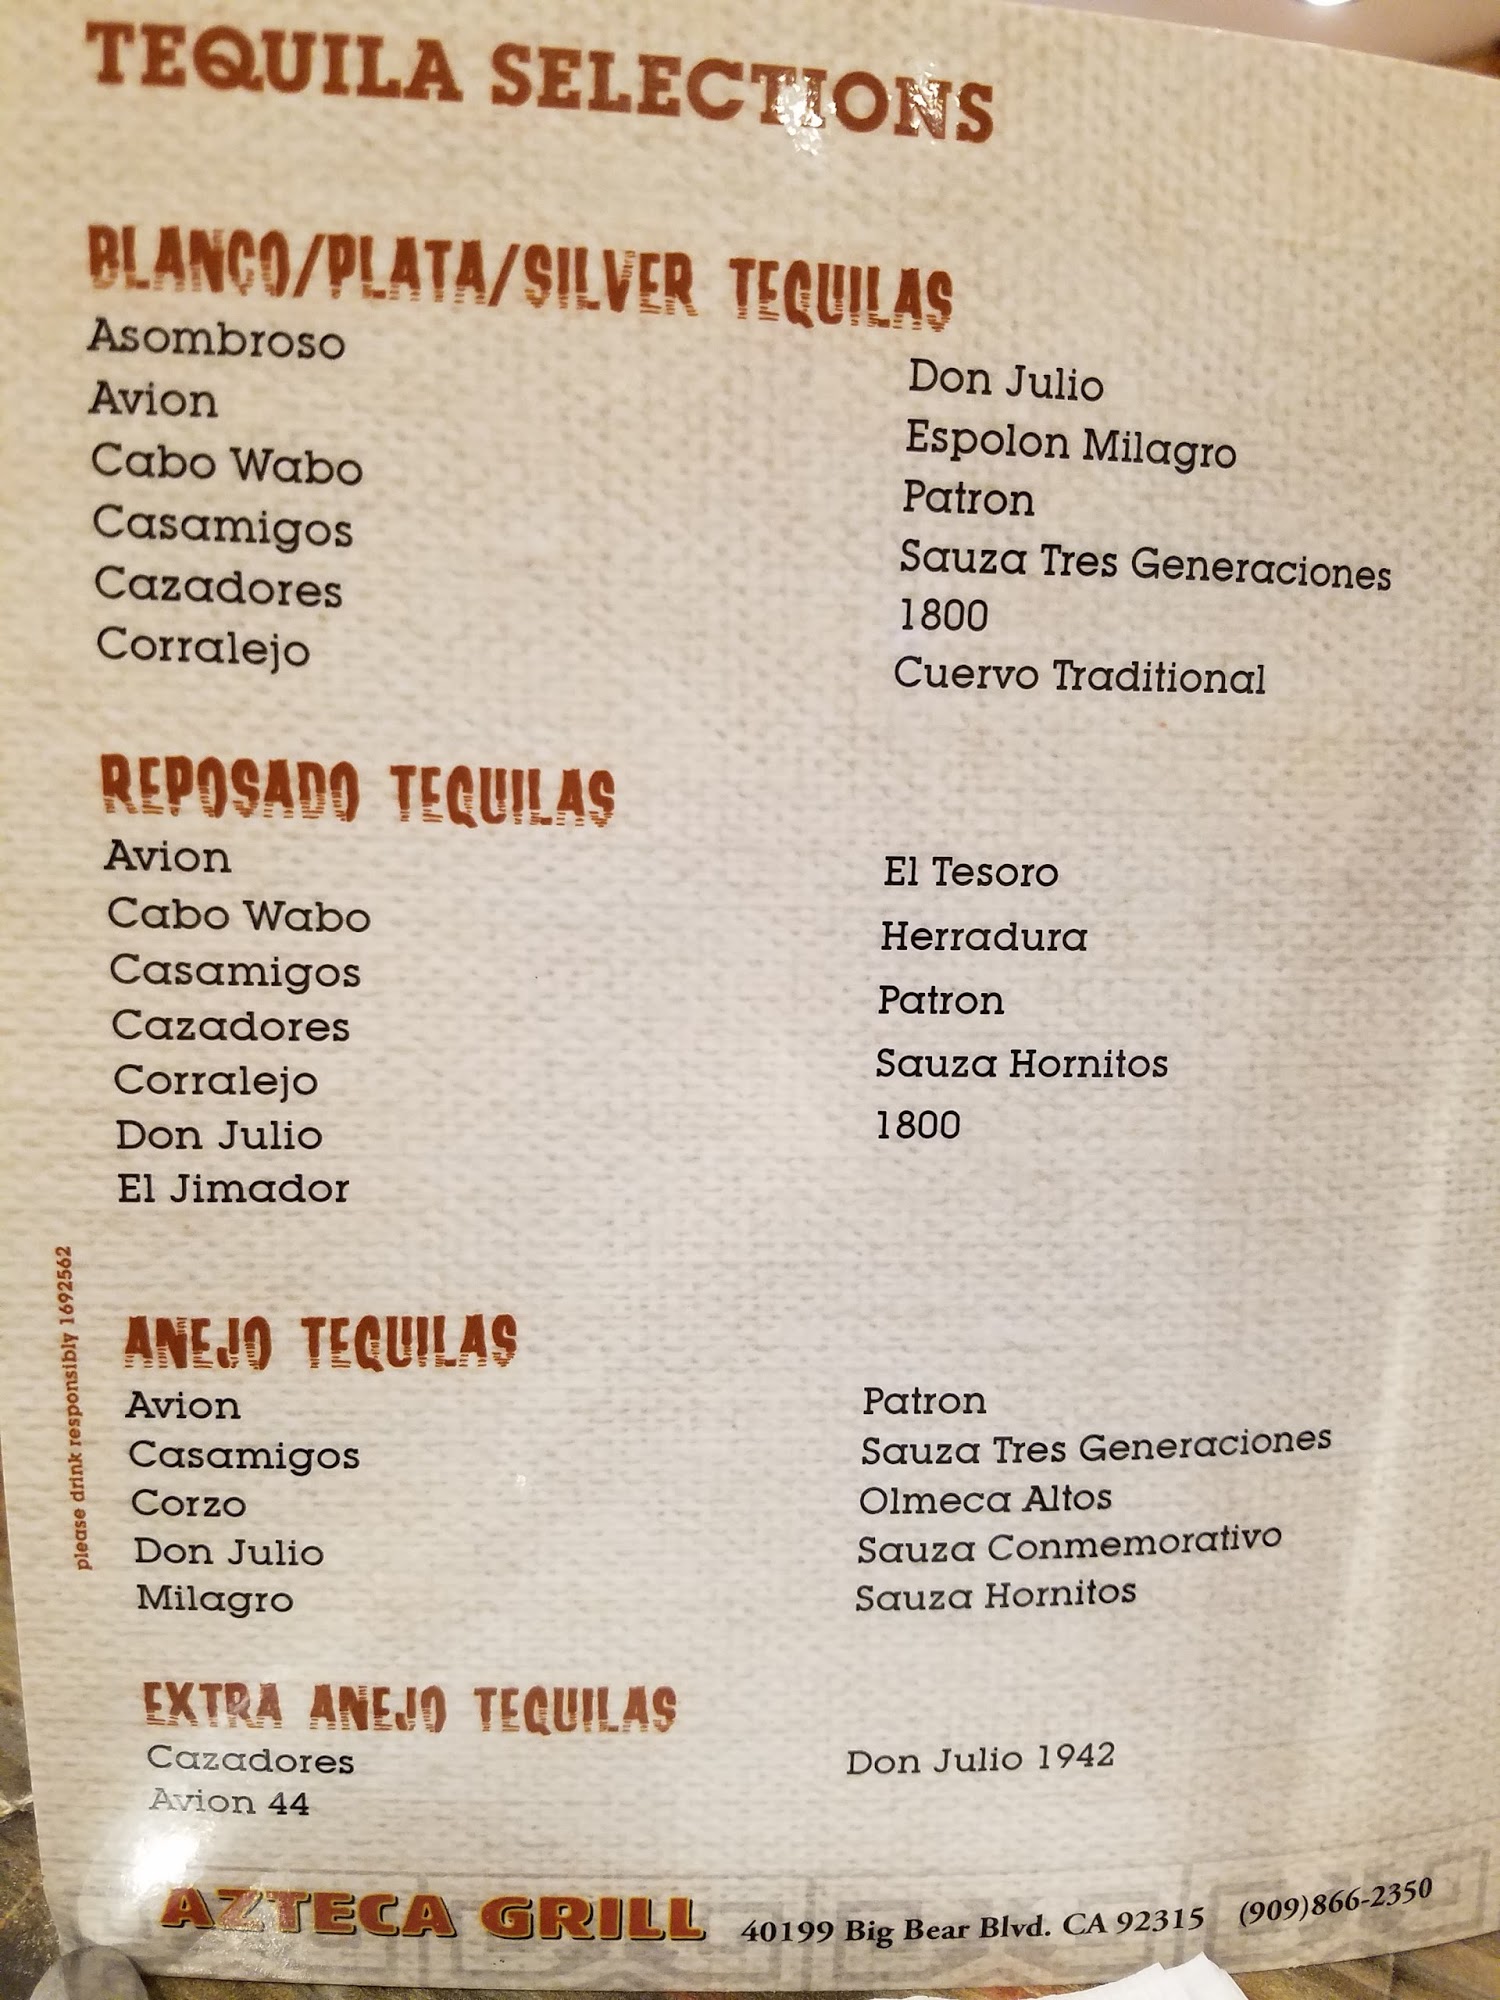 TEQUILA SELECTIONS
BLANCO/PLATA/SILVER TEQUILAS
Asombroso
Avion
Cabo Wabo
Casamigos
Cazadores
Corralejo
Don Julio
Espolon Milagro
Patron
Sauza Tres Generaciones
1800
Cuervo Traditional
REPOSADO TEQUILAS
Avion
Cabo Wabo
Casamigos
Cazadores
Corralejo
Don Julio
El Jimador
El Tesoro
Herradura
Patron
Sauza Hornitos
1800
ANEJO TEQUILAS
Avion
Casamigos
Corzo
Don Julio
Milagro
Patron
Sauza Tres Generaciones
Olmeca Altos
Sauza Conmemorativo
Sauza Hornitos
EXTRA ANEJO TEQUILAS
Cazadores
Avion 44
Don Julio 1942
please drink responsibly 1692562
AZTECA GRILL 40199 Big Bear Blvd. CA 92315 (909)866-2350